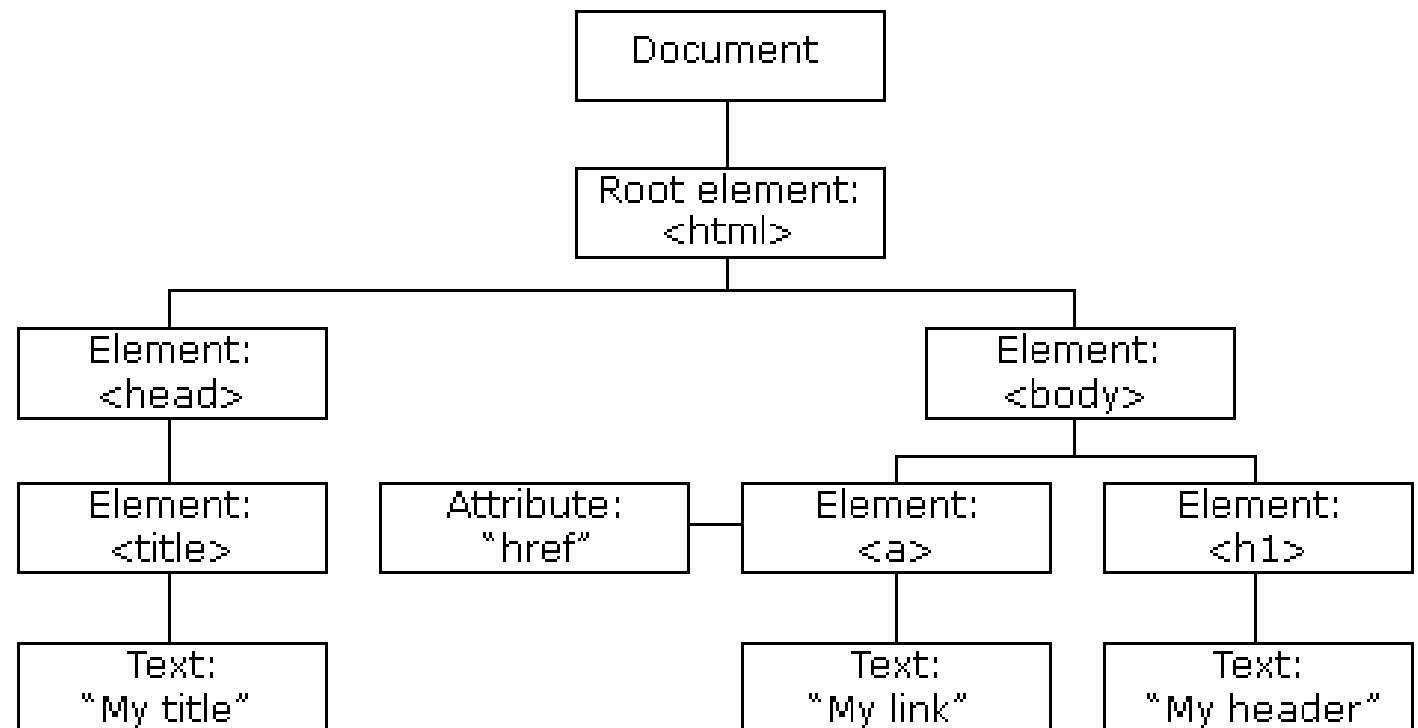 Document
Root element:
<html>
Element:
<head>
Element:
<body>
Element:
<title>
Attribute:
“href”
Element:
<a>
Element:
<h1>
Text:
“My title”
Text:
“My link”
Text:
“My header”